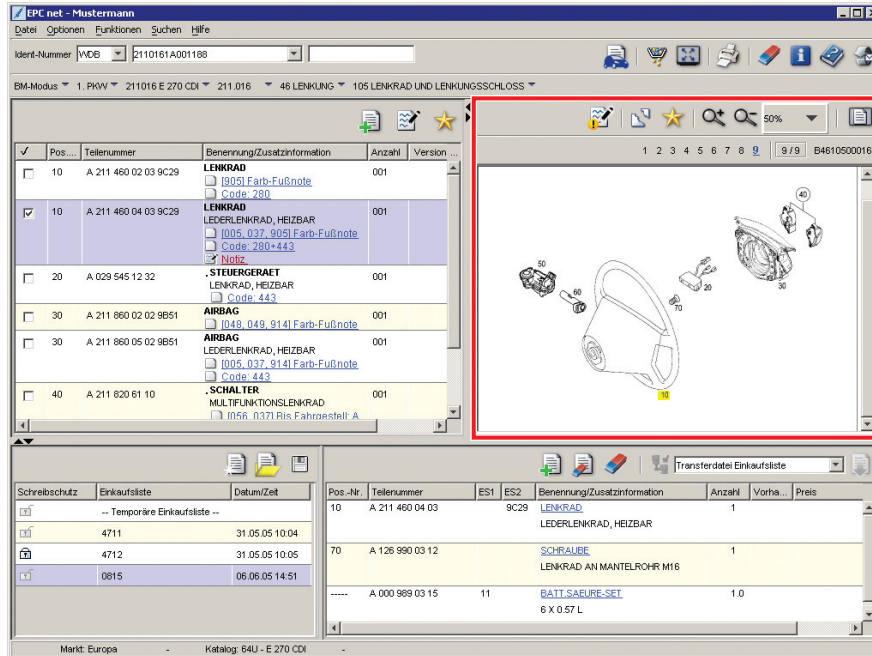 EPC net - Mustermann
Datei Optionen Funktionen Suchen Hilfe
Ident-Nummer WDB 2110161A001188
BM-Modus 1. PKW 211016 E 270 CDI 211.016 46 LENKUNG 105 LENKRAD UND LENKUNGSSCHLOSS
50%
1 2 3 4 5 6 7 8 9 9/9 B4610500016
Pos.... Teilenummer Benennung/Zusatzinformation Anzahl Version ...
10 A 211 460 02 03 9C29 LENKRAD 001
[905] Farb-Fußnote
Code: 280
10 A 211 460 04 03 9C29 LENKRAD 001
LEDERLENKRAD, HEIZBAR
[005, 037, 905] Farb-Fußnote
Code: 280+443
Notiz
20 A 029 545 12 32 . STEUERGERAET 001
LENKRAD, HEIZBAR
Code: 443
30 A 211 860 02 02 9B51 AIRBAG 001
[048, 049, 914] Farb-Fußnote
30 A 211 860 05 02 9B51 AIRBAG 001
LEDERLENKRAD, HEIZBAR
[005, 037, 914] Farb-Fußnote
Code: 443
40 A 211 820 61 10 . SCHALTER 001
MULTIFUNKTIONSLENKRAD
[056, 037] Bis Fahrgestell: A
40
50
60
20
30
70
10
Transferdatei Einkaufsliste
Schreibschutz Einkaufsliste Datum/Zeit
-- Temporäre Einkaufsliste --
4711 31.05.05 10:04
4712 31.05.05 10:05
0815 06.06.05 14:51
Pos.-Nr. Teilenummer ES1 ES2 Benennung/Zusatzinformation Anzahl Vorha... Preis
10 A 211 460 04 03 9C29 LENKRAD 1
LEDERLENKRAD, HEIZBAR
70 A 126 990 03 12 SCHRAUBE 1
LENKRAD AN MANTELROHR M16
----- A 000 989 03 15 11 BATT.SAEURE-SET 1.0
6 X 0.57 L
Markt: Europa - Katalog: 64U - E 270 CDI -